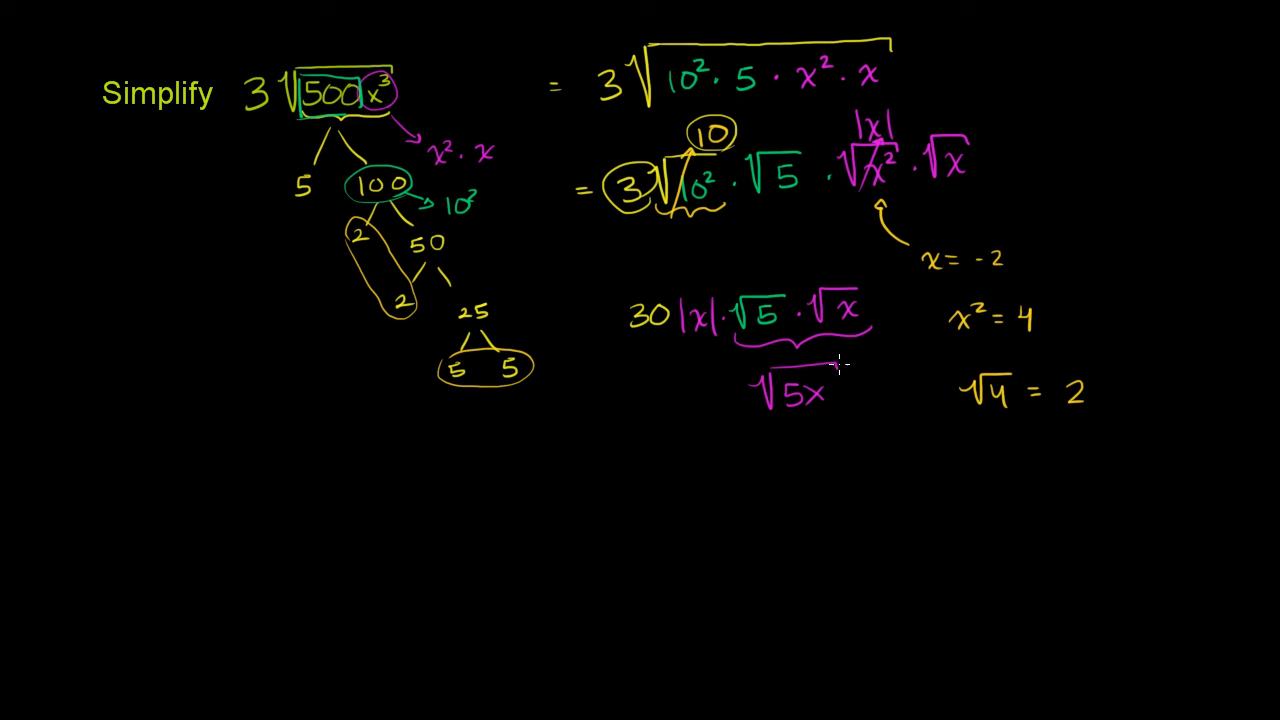 Simplify 3√(500x³) = 3√(10² · 5 · x² · x)
x² · x
5 100 10²
2 50
2 25
5 5
10 |x|
= 3√10² · √5 · √x² · √x
x = -2
30|x| · √5 · √x
x² = 4
√5x
√4 = 2